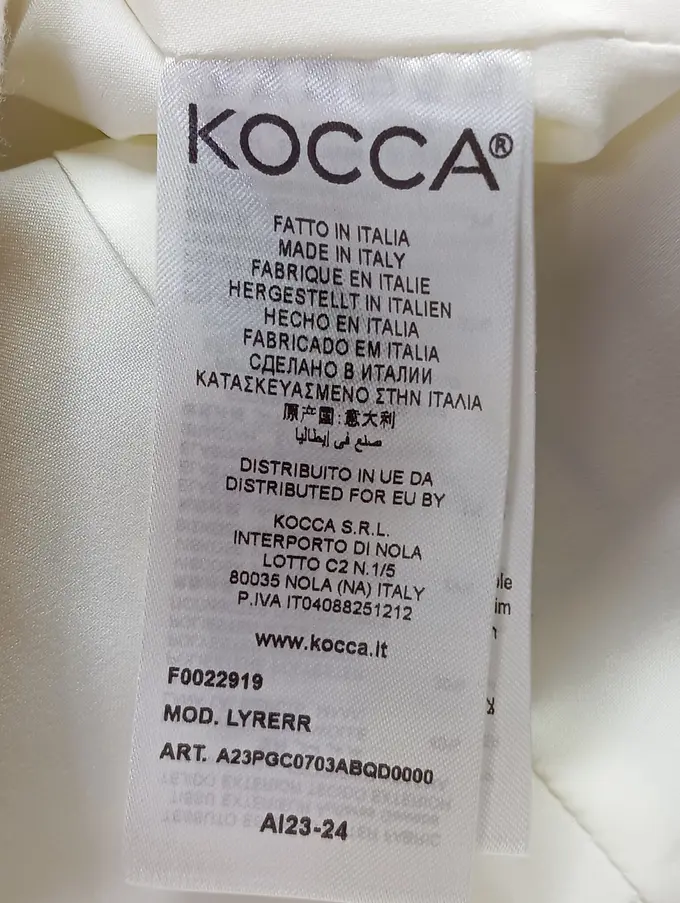 KOCCA®
FATTO IN ITALIA
MADE IN ITALY
FABRIQUE EN ITALIE
HERGESTELLT IN ITALIEN
HECHO EN ITALIA
FABRICADO EM ITALIA
СДЕЛАНО В ИТАЛИИ
ΚΑΤΑΣΚΕΥΑΣΜΕΝΟ ΣΤΗΝ ΙΤΑΛΙΑ
原产国:意大利
صنع في إيطاليا
DISTRIBUITO IN UE DA
DISTRIBUTED FOR EU BY
KOCCA S.R.L.
INTERPORTO DI NOLA
LOTTO C2 N.1/5
80035 NOLA (NA) ITALY
P.IVA IT04088251212
www.kocca.it
F0022919
MOD. LYRERR
ART. A23PGC0703ABQD0000
AI23-24